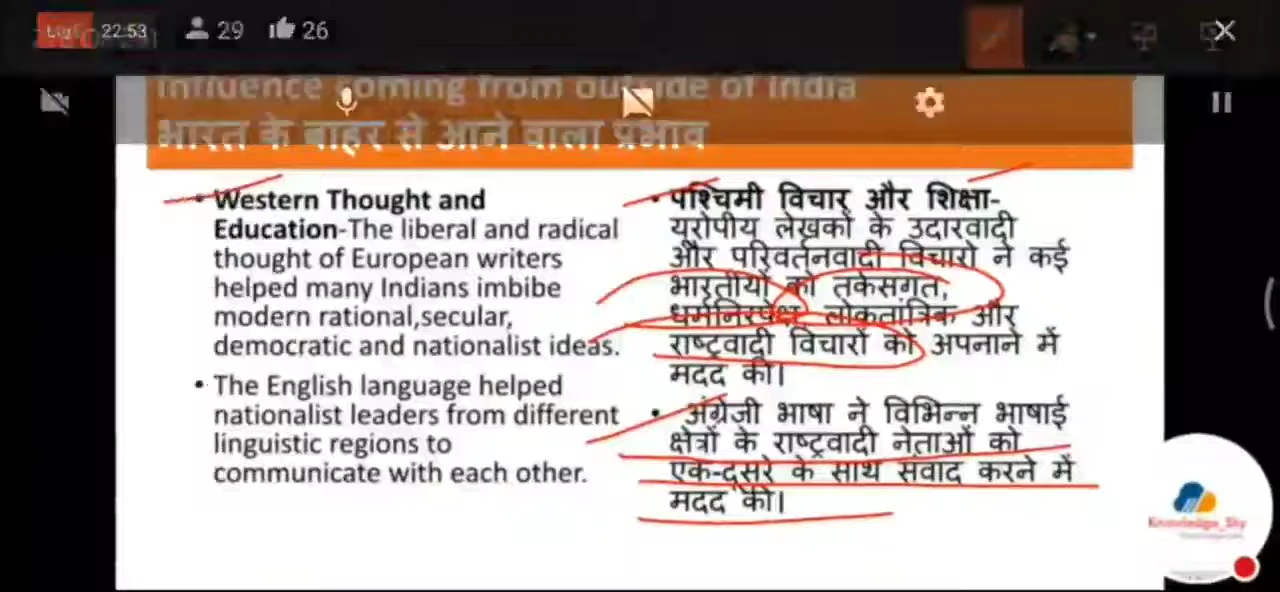 22:53 29 26
Influence coming from outside of India
भारत के बाहर से आने वाला प्रभाव
• Western Thought and
Education-The liberal and radical
thought of European writers
helped many Indians imbibe
modern rational,secular,
democratic and nationalist ideas.
• The English language helped
nationalist leaders from different
linguistic regions to
communicate with each other.
• पश्चिमी विचार और शिक्षा-
यूरोपीय लेखकों के उदारवादी
और परिवर्तनवादी विचारों ने कई
भारतीयों को तर्कसंगत,
धर्मनिरपेक्ष, लोकतांत्रिक और
राष्ट्रवादी विचारों को अपनाने में
मदद की।
• अंग्रेजी भाषा ने विभिन्न भाषाई
क्षेत्रों के राष्ट्रवादी नेताओं को
एक-दूसरे के साथ संवाद करने में
मदद की।
Knowledge_Sky